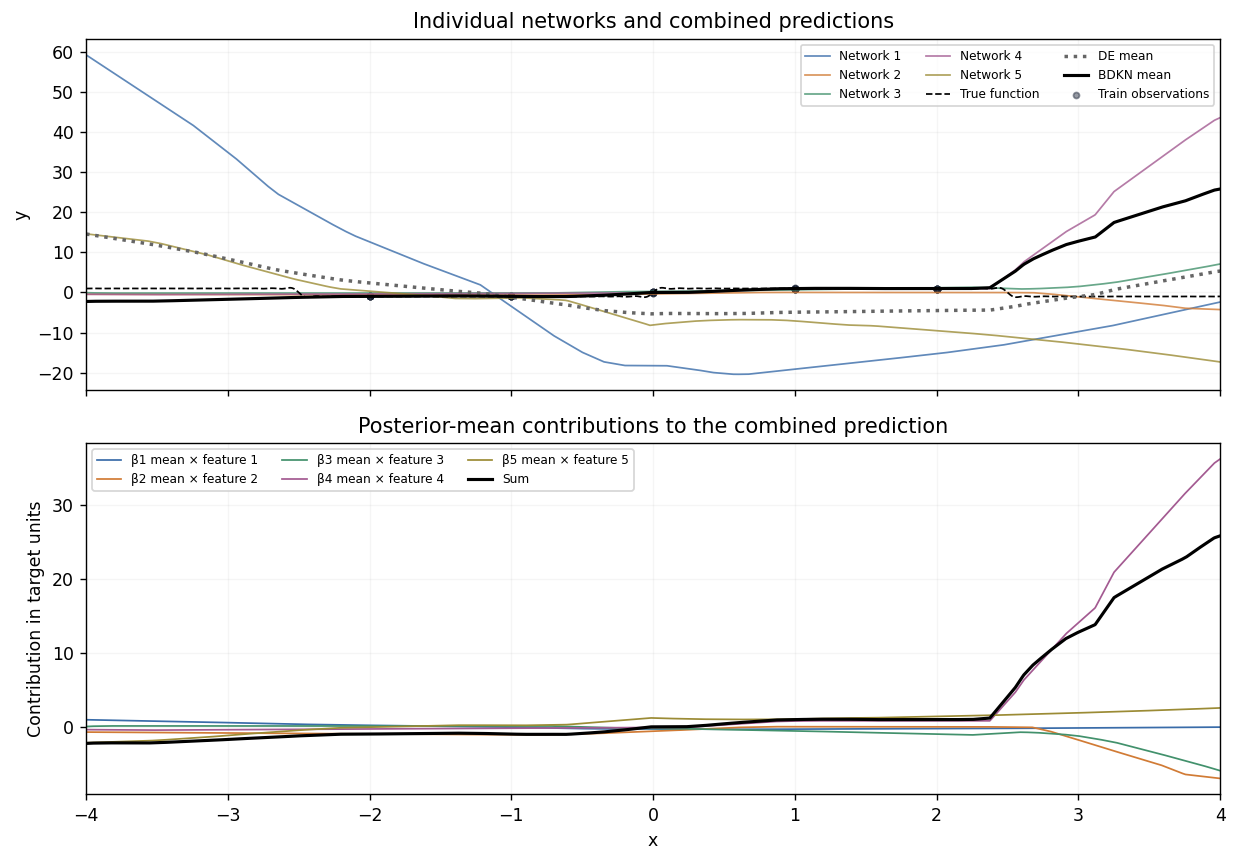 Individual networks and combined predictions
y
60
50
40
30
20
10
0
−10
−20
Network 1
Network 2
Network 3
Network 4
Network 5
True function
DE mean
BDKN mean
Train observations
Posterior-mean contributions to the combined prediction
Contribution in target units
30
20
10
0
β1 mean × feature 1
β2 mean × feature 2
β3 mean × feature 3
β4 mean × feature 4
β5 mean × feature 5
Sum
−4
−3
−2
−1
0
1
2
3
4
x